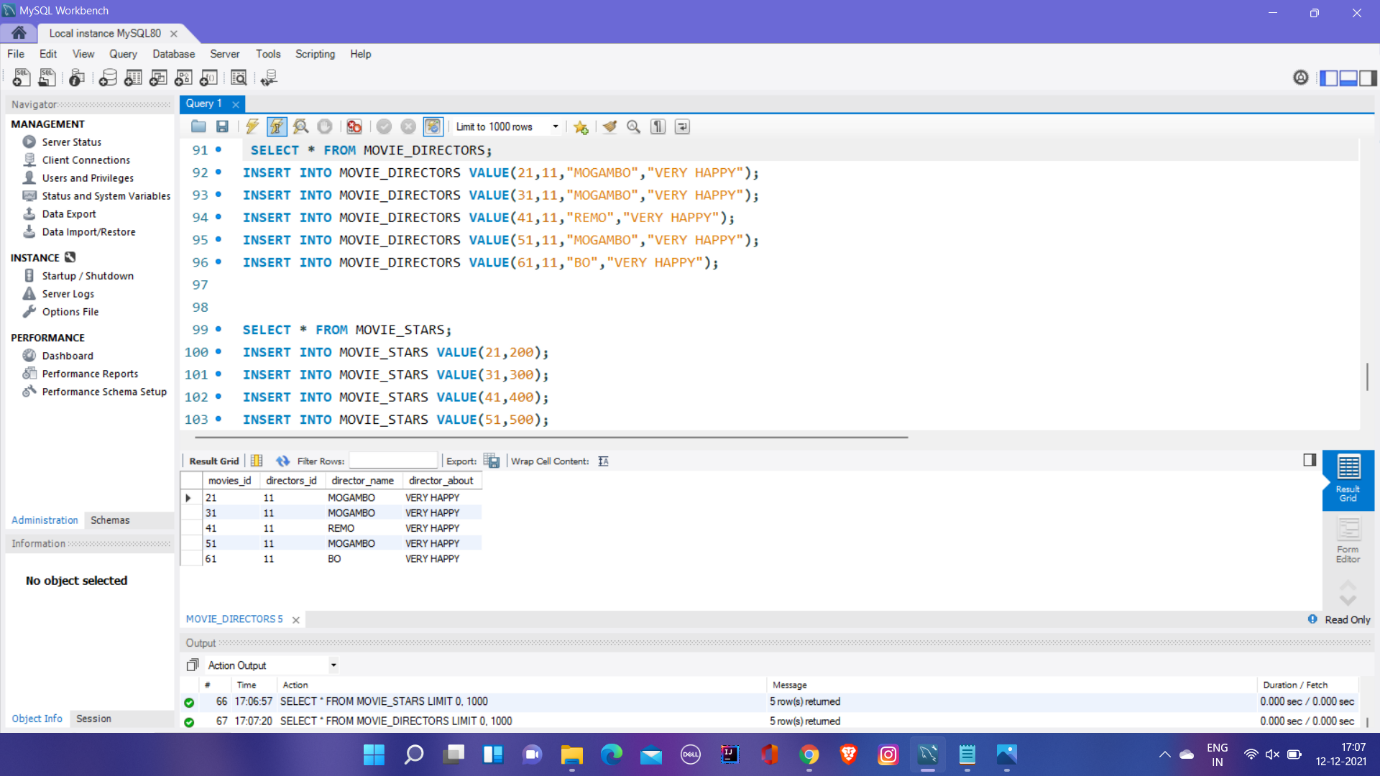 MySQL Workbench
Local instance MySQL80
File Edit View Query Database Server Tools Scripting Help
Navigator
MANAGEMENT
Server Status
Client Connections
Users and Privileges
Status and System Variables
Data Export
Data Import/Restore
INSTANCE
Startup / Shutdown
Server Logs
Options File
PERFORMANCE
Dashboard
Performance Reports
Performance Schema Setup
Administration Schemas
Information
No object selected
Object Info Session
Query 1
Limit to 1000 rows
91 SELECT * FROM MOVIE_DIRECTORS;
92 INSERT INTO MOVIE_DIRECTORS VALUE(21,11,"MOGAMBO","VERY HAPPY");
93 INSERT INTO MOVIE_DIRECTORS VALUE(31,11,"MOGAMBO","VERY HAPPY");
94 INSERT INTO MOVIE_DIRECTORS VALUE(41,11,"REMO","VERY HAPPY");
95 INSERT INTO MOVIE_DIRECTORS VALUE(51,11,"MOGAMBO","VERY HAPPY");
96 INSERT INTO MOVIE_DIRECTORS VALUE(61,11,"BO","VERY HAPPY");
97
98
99 SELECT * FROM MOVIE_STARS;
100 INSERT INTO MOVIE_STARS VALUE(21,200);
101 INSERT INTO MOVIE_STARS VALUE(31,300);
102 INSERT INTO MOVIE_STARS VALUE(41,400);
103 INSERT INTO MOVIE_STARS VALUE(51,500);
Result Grid Filter Rows: Export: Wrap Cell Content:
movies_id directors_id director_name director_about
21 11 MOGAMBO VERY HAPPY
31 11 MOGAMBO VERY HAPPY
41 11 REMO VERY HAPPY
51 11 MOGAMBO VERY HAPPY
61 11 BO VERY HAPPY
Result
Grid
Form
Editor
MOVIE_DIRECTORS 5
Read Only
Output
Action Output
# Time Action Message Duration / Fetch
66 17:06:57 SELECT * FROM MOVIE_STARS LIMIT 0, 1000 5 row(s) returned 0.000 sec / 0.000 sec
67 17:07:20 SELECT * FROM MOVIE_DIRECTORS LIMIT 0, 1000 5 row(s) returned 0.000 sec / 0.000 sec
DELL
IJ
ENG
IN
17:07
12-12-2021